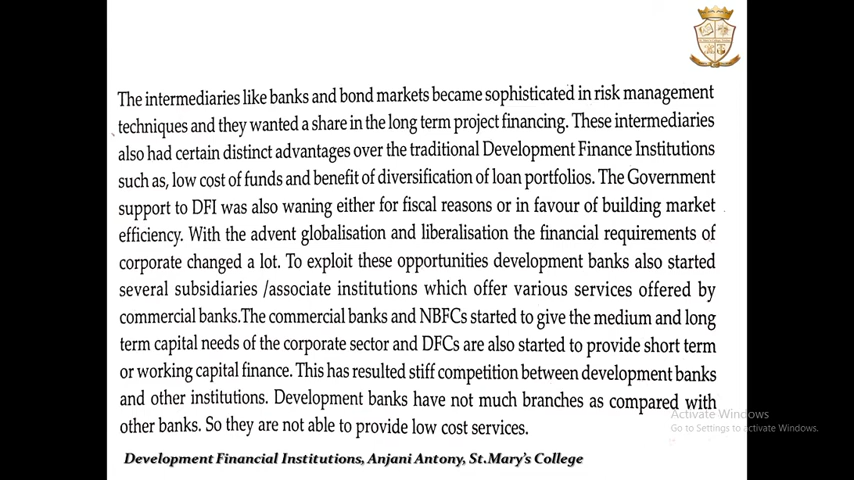 The intermediaries like banks and bond markets became sophisticated in risk management
techniques and they wanted a share in the long term project financing. These intermediaries
also had certain distinct advantages over the traditional Development Finance Institutions
such as, low cost of funds and benefit of diversification of loan portfolios. The Government
support to DFI was also waning either for fiscal reasons or in favour of building market
efficiency. With the advent globalisation and liberalisation the financial requirements of
corporate changed a lot. To exploit these opportunities development banks also started
several subsidiaries /associate institutions which offer various services offered by
commercial banks.The commercial banks and NBFCs started to give the medium and long
term capital needs of the corporate sector and DFCs are also started to provide short term
or working capital finance. This has resulted stiff competition between development banks
and other institutions. Development banks have not much branches as compared with
other banks. So they are not able to provide low cost services.
Activate Windows
Go to Settings to activate Windows.
Development Financial Institutions, Anjani Antony, St.Mary's College